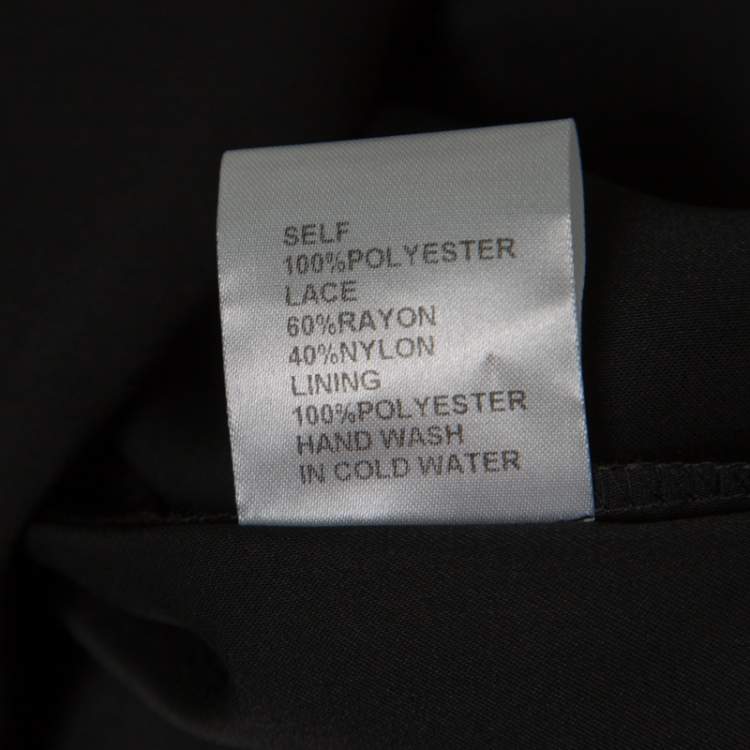 SELF
100%POLYESTER
LACE
60%RAYON
40%NYLON
LINING
100%POLYESTER
HAND WASH
IN COLD WATER